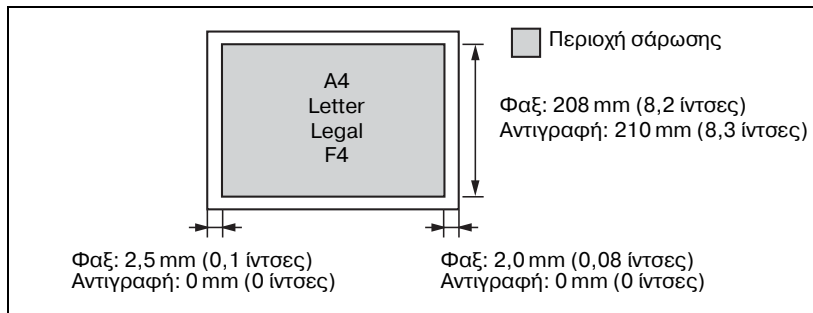 Περιοχή σάρωσης
A4
Letter
Legal
F4
Φαξ: 208 mm (8,2 ίντσες)
Αντιγραφή: 210 mm (8,3 ίντσες)
Φαξ: 2,5 mm (0,1 ίντσες)
Αντιγραφή: 0 mm (0 ίντσες)
Φαξ: 2,0 mm (0,08 ίντσες)
Αντιγραφή: 0 mm (0 ίντσες)